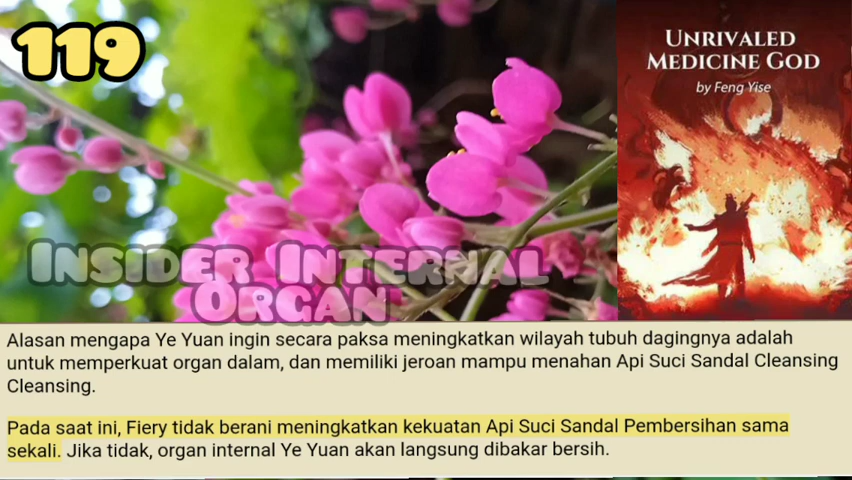 119
UNRIVALED
MEDICINE GOD
by Feng Yise
INSIDER INTERNAL
ORGAN
Alasan mengapa Ye Yuan ingin secara paksa meningkatkan wilayah tubuh dagingnya adalah
untuk memperkuat organ dalam, dan memiliki jeroan mampu menahan Api Suci Sandal Cleansing
Cleansing.
Pada saat ini, Fiery tidak berani meningkatkan kekuatan Api Suci Sandal Pembersihan sama
sekali. Jika tidak, organ internal Ye Yuan akan langsung dibakar bersih.